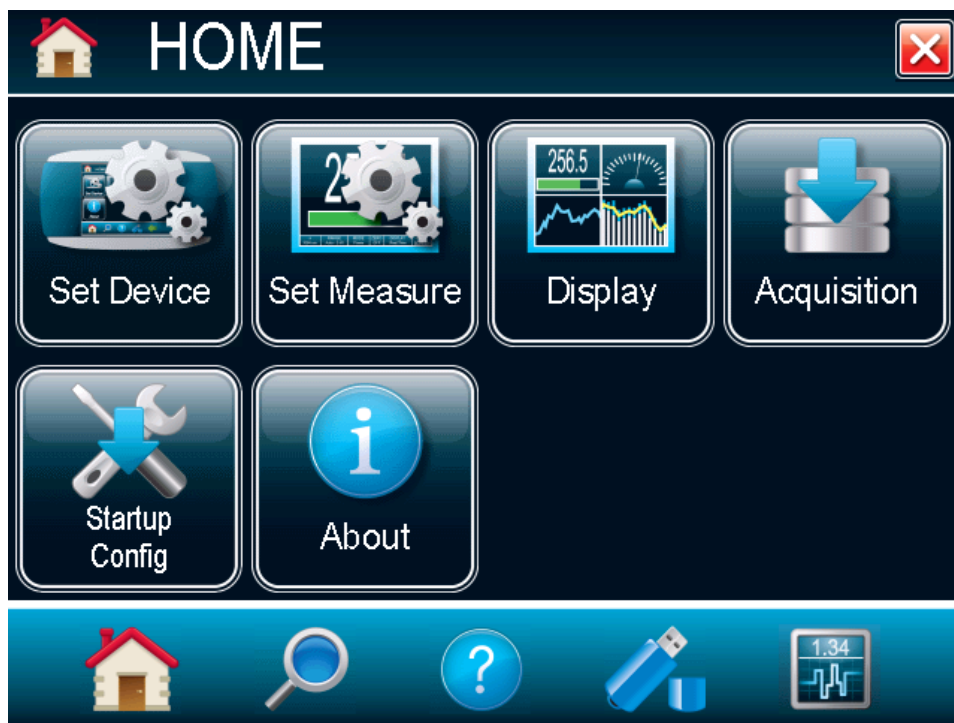 HOME
Set Device
Set Measure
256.5
Display
Acquisition
Startup
Config
i
About
?
1.34